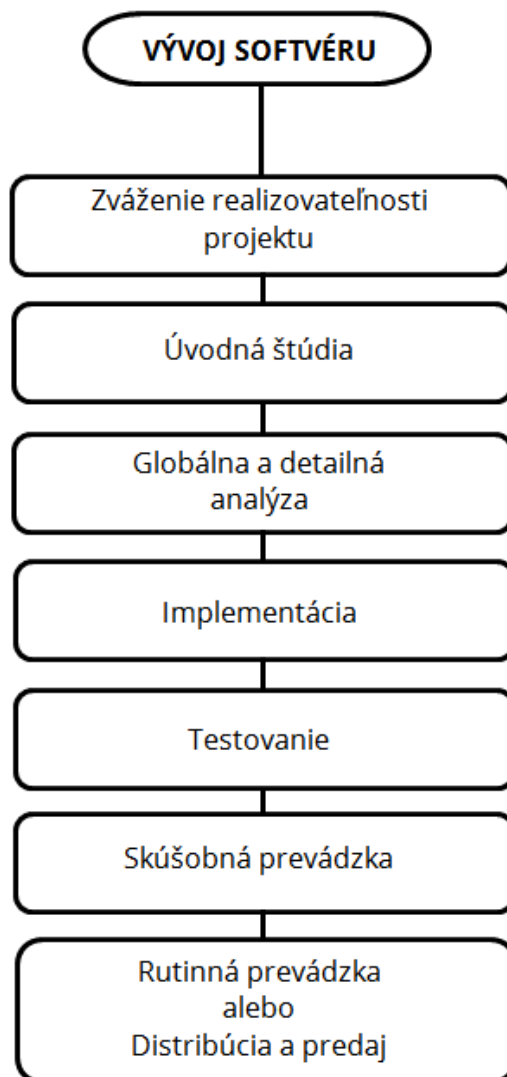 VÝVOJ SOFTVÉRU
Zváženie realizovateľnosti
projektu
Úvodná štúdia
Globálna a detailná
analýza
Implementácia
Testovanie
Skúšobná prevádzka
Rutinná prevádzka
alebo
Distribúcia a predaj